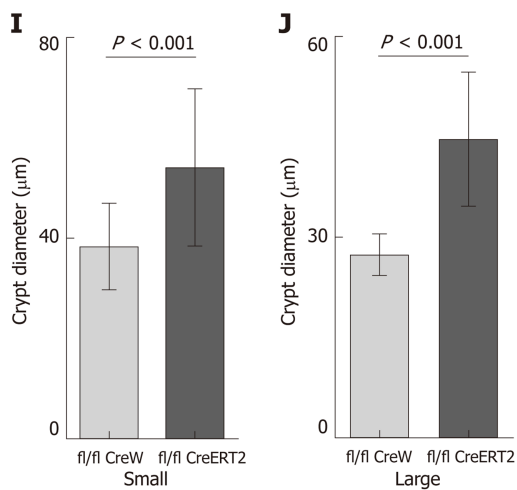 I
80
P < 0.001
Crypt diameter (μm)
40
0
fl/fl CreW fl/fl CreERT2
Small
J
60
P < 0.001
Crypt diameter (μm)
30
0
fl/fl CreW fl/fl CreERT2
Large